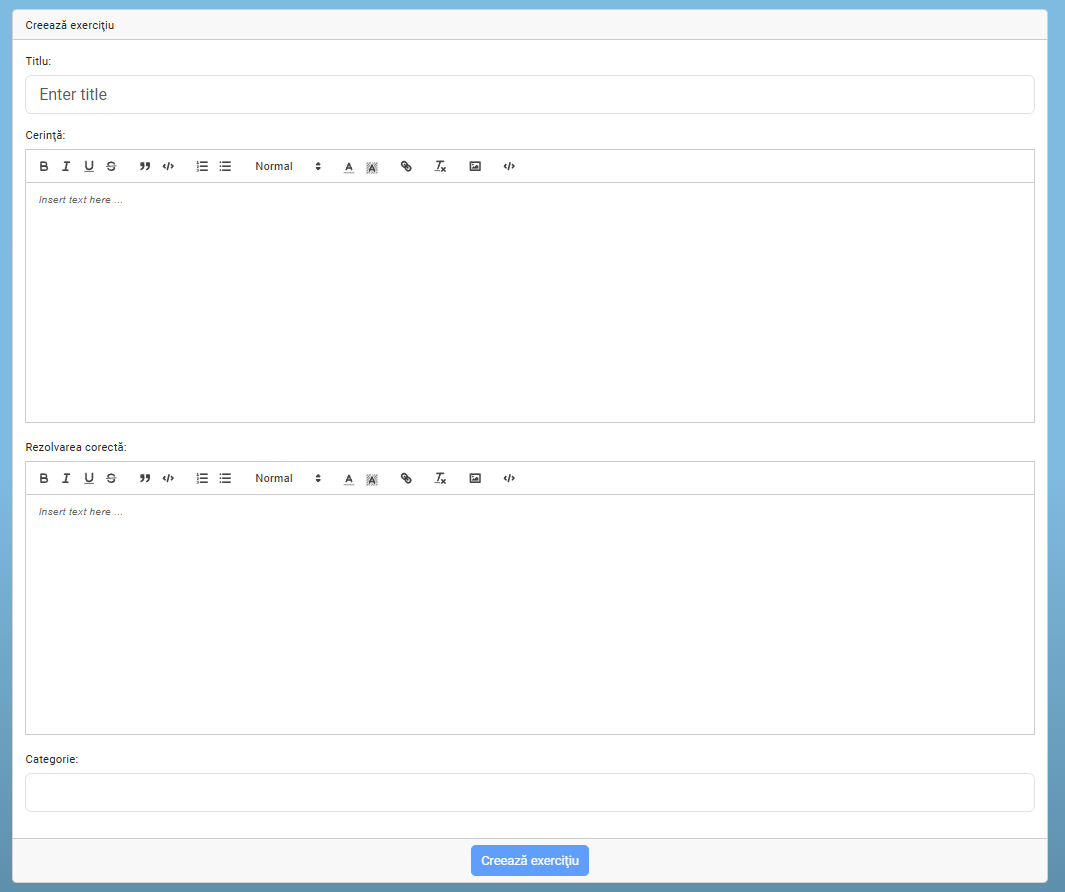 Creează exerciţiu
Titlu:
Enter title
Cerinţă:
Normal
Insert text here ...
Rezolvarea corectă:
Normal
Insert text here ...
Categorie:
Creează exerciţiu